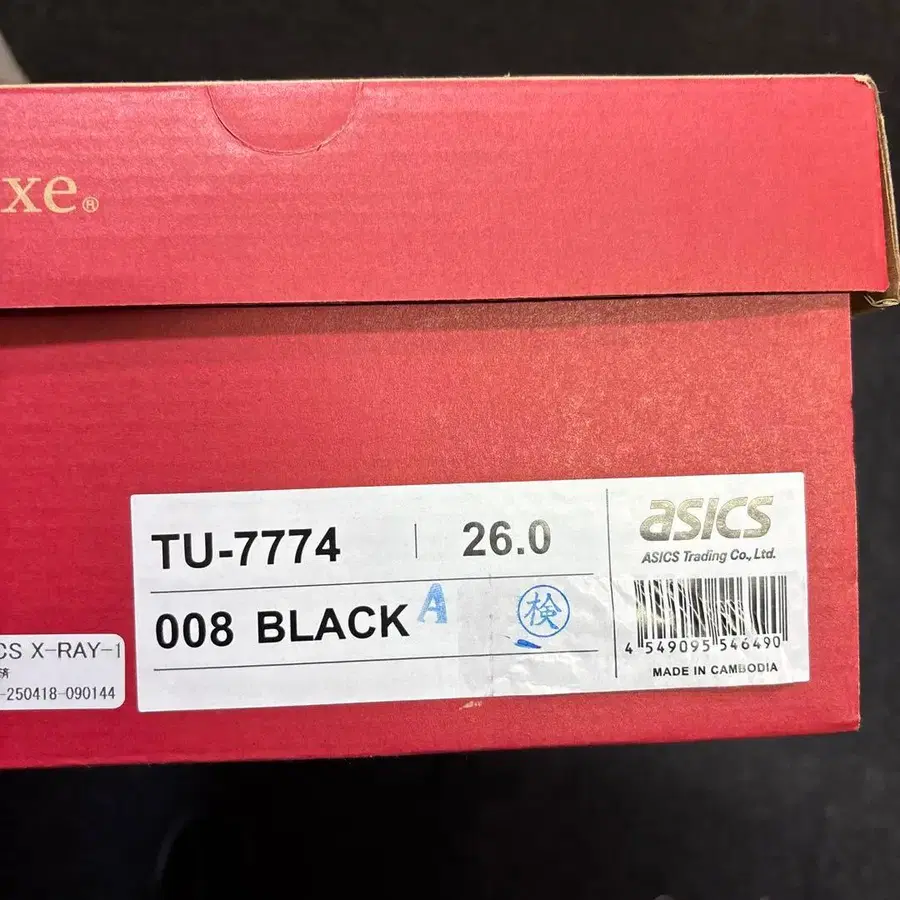 xe®
TU-7774 | 26.0
008 BLACK A 検
asics
ASICS Trading Co., Ltd.
4 549095 546490
MADE IN CAMBODIA
CS X-RAY-1
済
-250418-090144